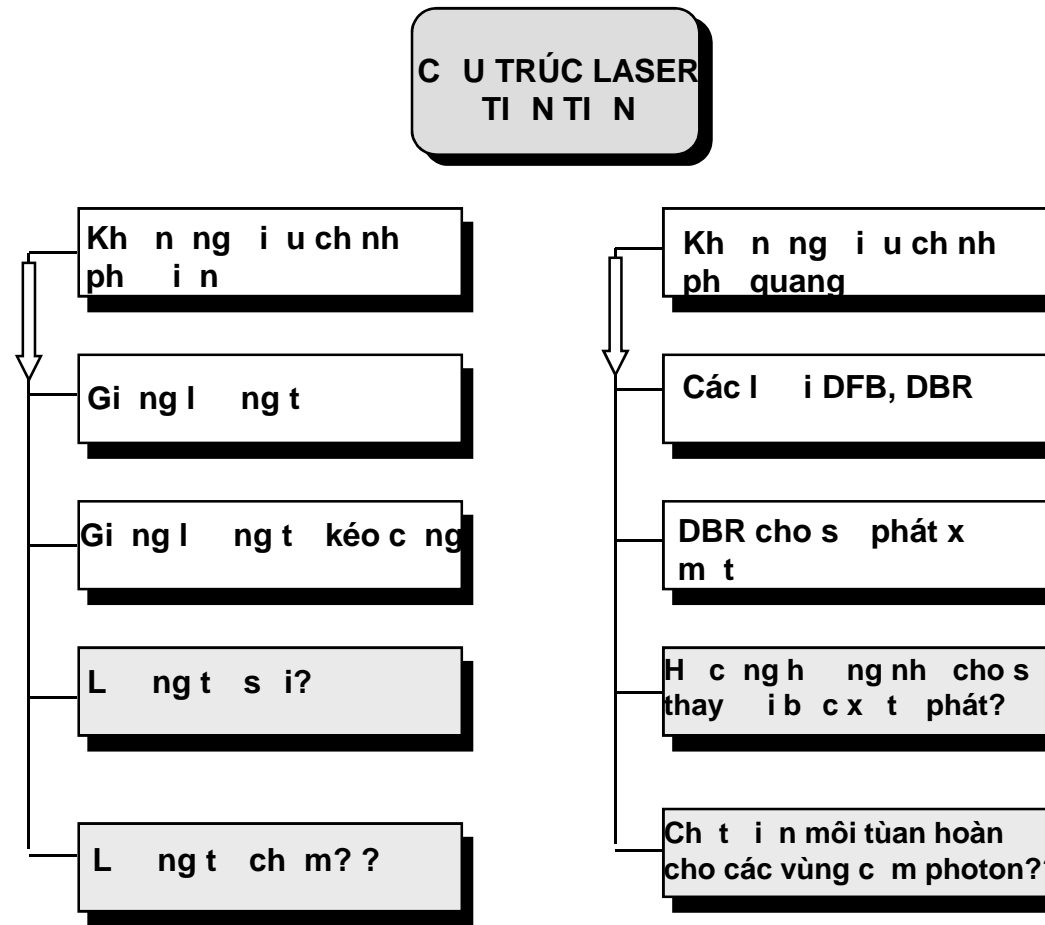 C U TRÚC LASER
TI N TI N
Kh n ng i u ch nh
ph i n
Gi ng l ng t
Gi ng l ng t kéo c ng
L ng t s i?
L ng t ch m? ?
Kh n ng i u ch nh
ph quang
Các l i DFB, DBR
DBR cho s phát x
m t
H c ng h ng nh cho s
thay i b c x t phát?
Ch t i n môi tùan hoàn
cho các vùng c m photon??